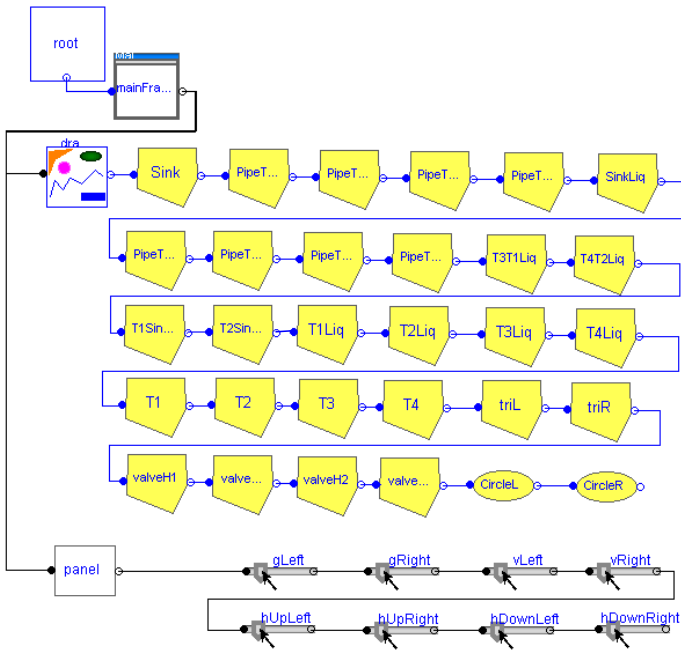 root
mainFra...
dra
Sink PipeT... PipeT... PipeT... PipeT... SinkLiq
PipeT... PipeT... PipeT... PipeT... T3T1Liq T4T2Liq
T1Sin... T2Sin... T1Liq T2Liq T3Liq T4Liq
T1 T2 T3 T4 triL triR
valveH1 valve... valveH2 valve... CircleL CircleR
gLeft gRight vLeft vRight
panel
hUpLeft hUpRight hDownLeft hDownRight